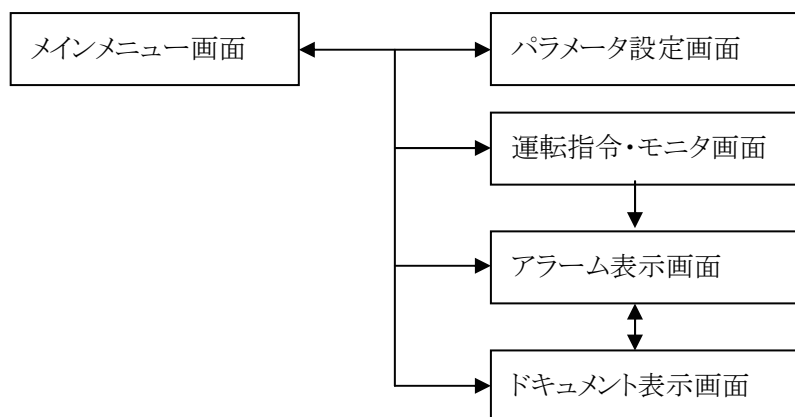 メインメニュー画面
パラメータ設定画面
運転指令・モニタ画面
アラーム表示画面
ドキュメント表示画面